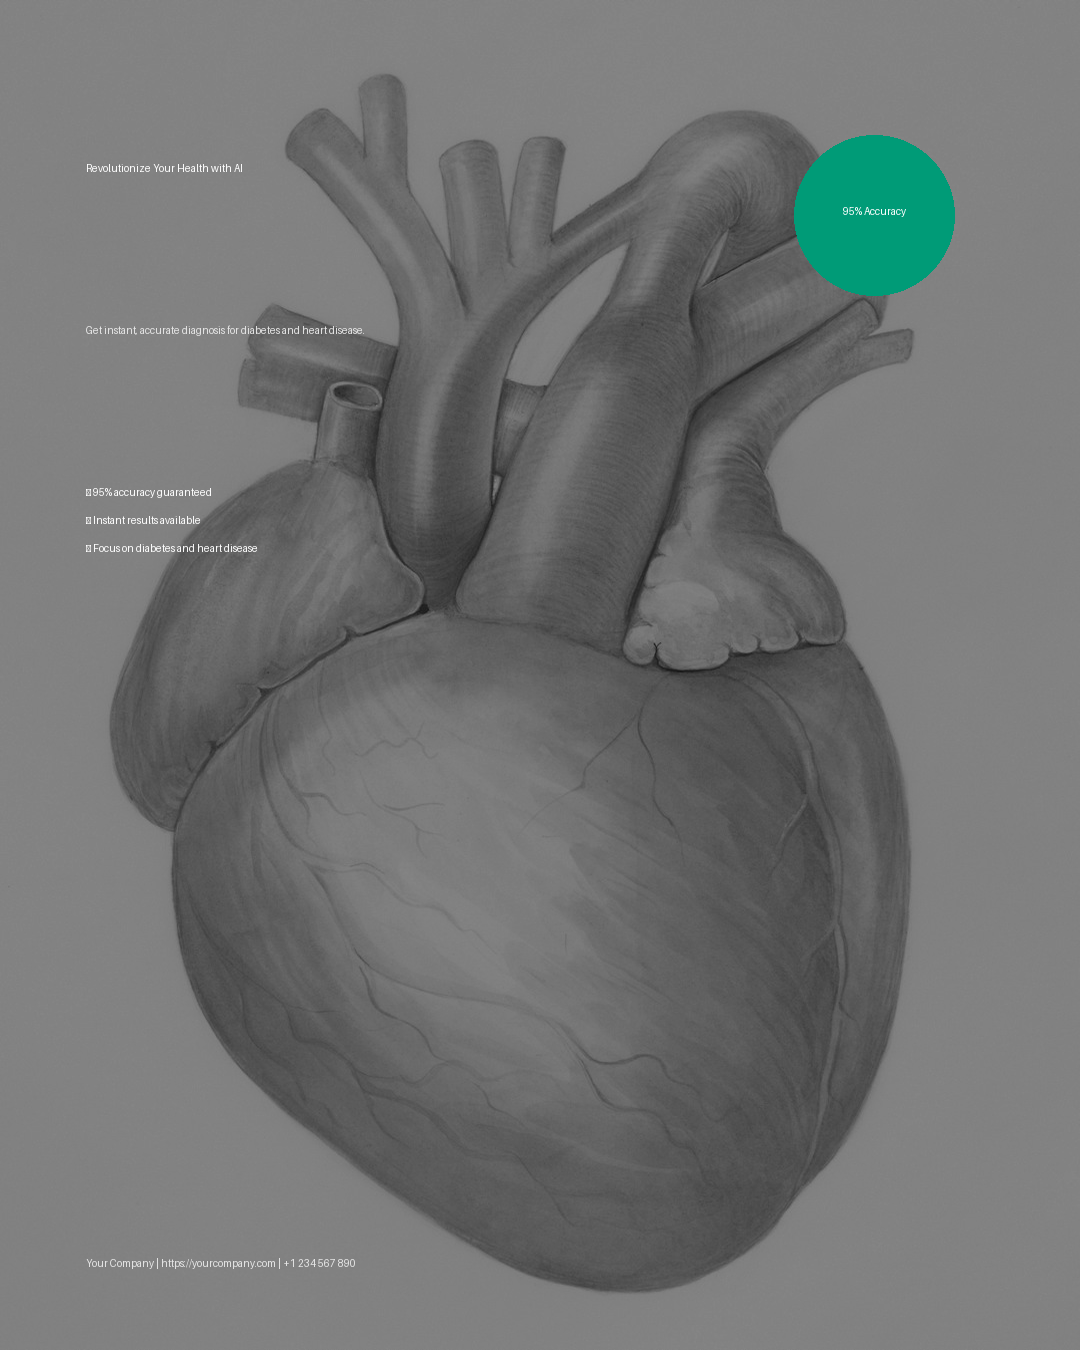 Revolutionize Your Health with AI
95% Accuracy
Get instant, accurate diagnosis for diabetes and heart disease.
95% accuracy guaranteed
Instant results available
Focus on diabetes and heart disease
Your Company | https://yourcompany.com | +1 234 567 890